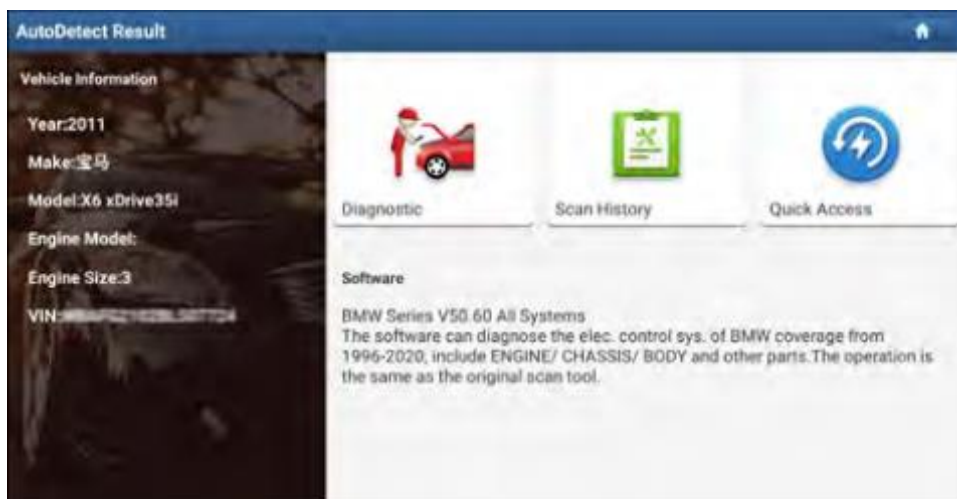 AutoDetect Result
Vehicle Information
Year:2011
Make:宝马
Model:X6 xDrive35i
Engine Model:
Engine Size:3
VIN:
Diagnostic
Scan History
Quick Access
Software
BMW Series V50.60 All Systems
The software can diagnose the elec. control sys. of BMW coverage from
1996-2020, include ENGINE/ CHASSIS/ BODY and other parts.The operation is
the same as the original scan tool.